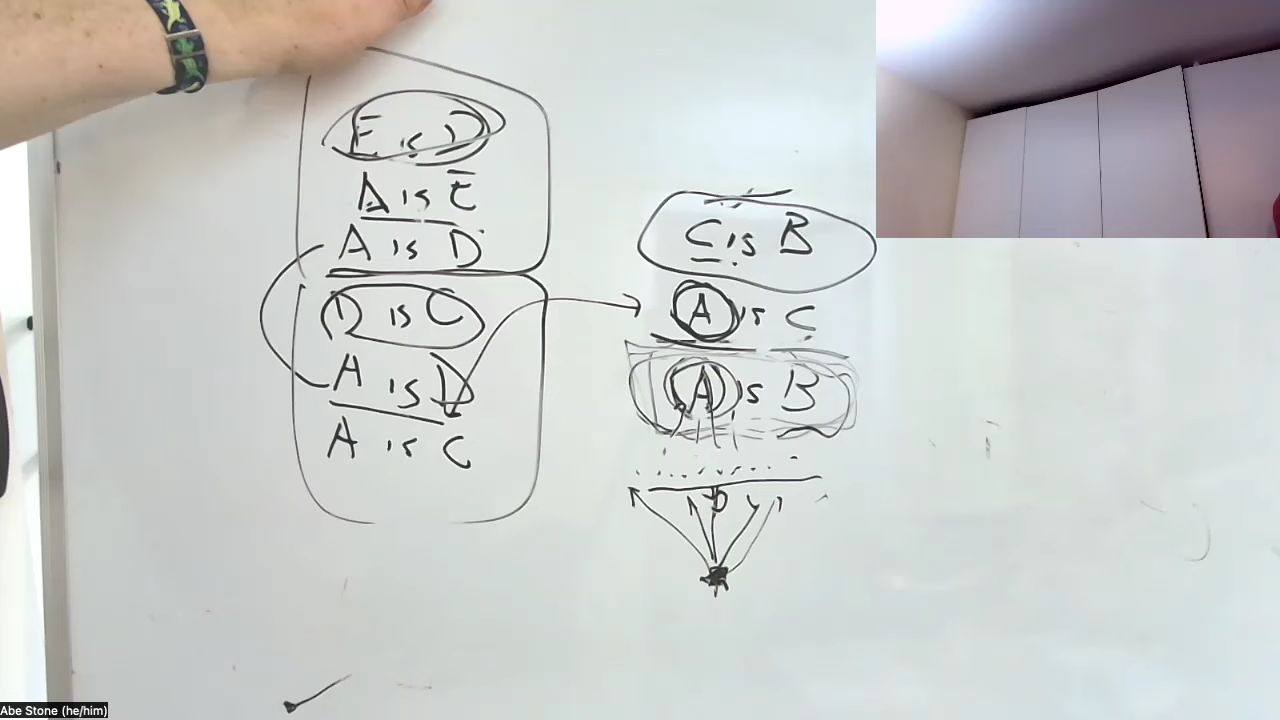 E is D
A is E
A is D
D is C
A is D
A is C
C is B
A is C
A is B
D
Abe Stone (he/him)